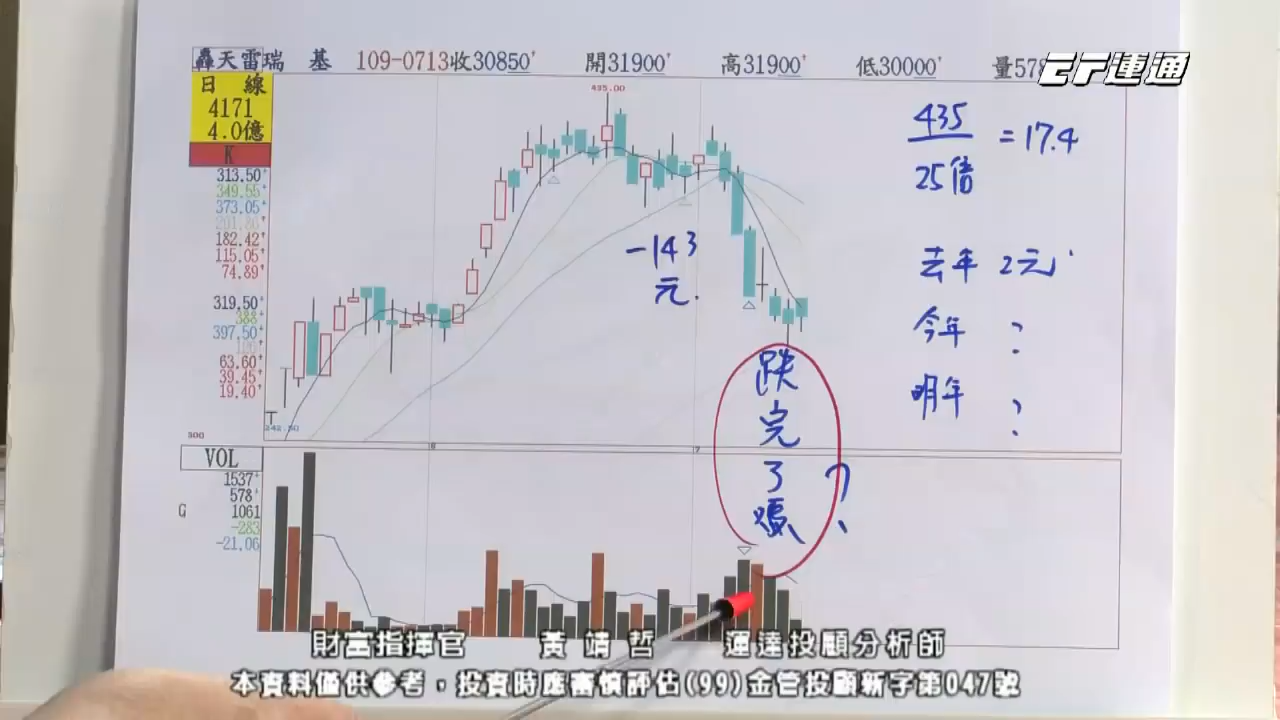 轟天雷瑞 基 109-0713收30850' 開31900' 高31900' 低30000' 量578
EF運通
日 線
4171
4.0億
K
313.50'
349.55'
373.05'
182.42'
115.05'
74.89'
319.50'
388'
397.50'
63.60'
39.45'
19.40'
435.00
242.50
300
6
7
VOL
1537'
578'
G 1061
-283
-21.06
435
25倍
=17.4
-143
元.
去年 2元
今年 ?
明年 ?
跌
完
了
嗎
?
財富指揮官 黃靖哲 運達投顧分析師
本資料僅供參考，投資時應審慎評估(99)金管投顧新字第047號